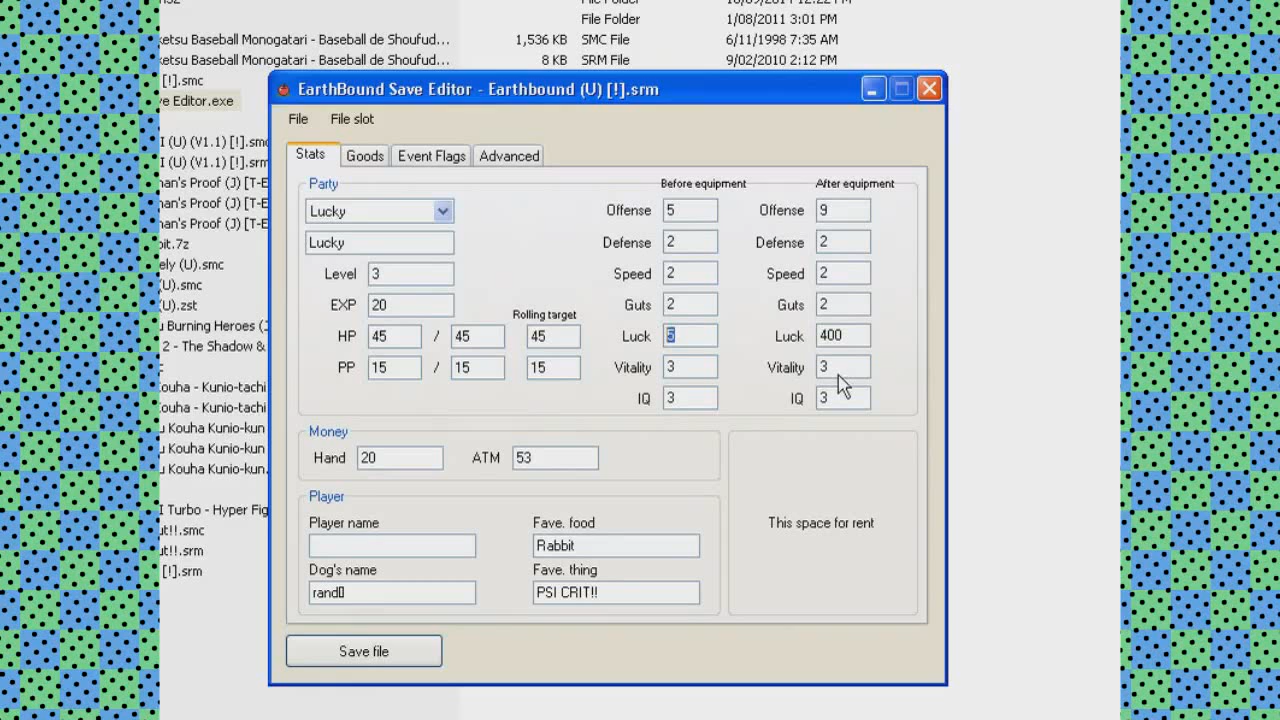 File Folder
1/08/2011 3:01 PM
ketsu Baseball Monogatari - Baseball de Shoufud... 1,536 KB SMC File 6/11/1998 7:35 AM
ketsu Baseball Monogatari - Baseball de Shoufud... 8 KB SRM File 9/02/2010 2:12 PM
[!].smc
ve Editor.exe
I (U) (V1.1) [!].smc
I (U) (V1.1) [!].srm
nan's Proof (J) [T-E
nan's Proof (J) [T-E
nan's Proof (J) [T-E
bit.7z
ely (U).smc
(U).smc
(U).zst
u Burning Heroes (J
2 - The Shadow &
Kouha - Kunio-tachi
Kouha - Kunio-tachi
u Kouha Kunio-kun
u Kouha Kunio-kun
u Kouha Kunio-kun.
I Turbo - Hyper Fig
ut!!.smc
ut!!.srm
[!].srm
EarthBound Save Editor - Earthbound (U) [!].srm
File File slot
Stats Goods Event Flags Advanced
Party Before equipment After equipment
Lucky Offense 5 Offense 9
Lucky Defense 2 Defense 2
Level 3 Speed 2 Speed 2
EXP 20 Guts 2 Guts 2
Rolling target
HP 45 / 45 45 Luck 5 Luck 400
PP 15 / 15 15 Vitality 3 Vitality 3
IQ 3 IQ 3
Money
Hand 20 ATM 53
Player
Player name Fave. food
Rabbit
This space for rent
Dog's name Fave. thing
rand▯ PSI CRIT!!
Save file